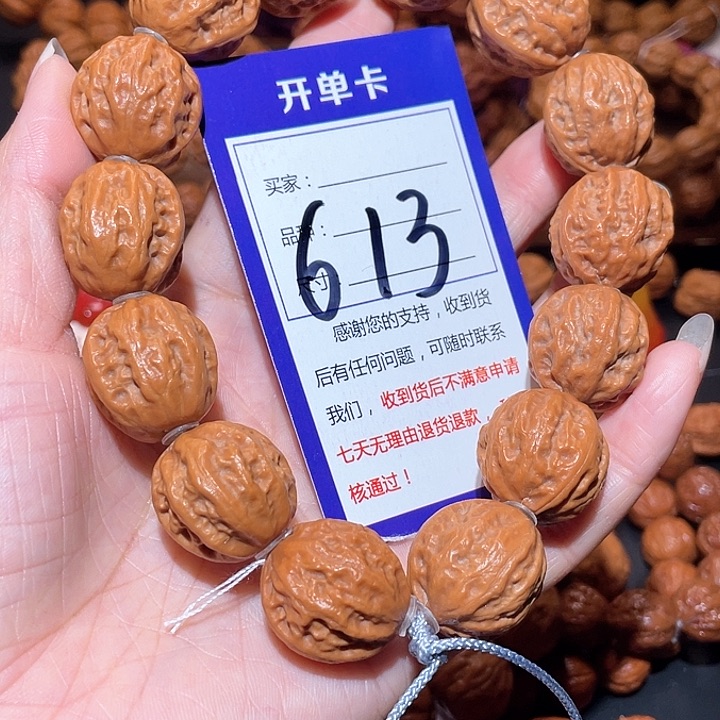 开单卡
买家：
品种：
尺寸：
613
感谢您的支持，收到货
后有任何问题，可随时联系
我们，收到货后不满意申请
七天无理由退货退款，
核通过！